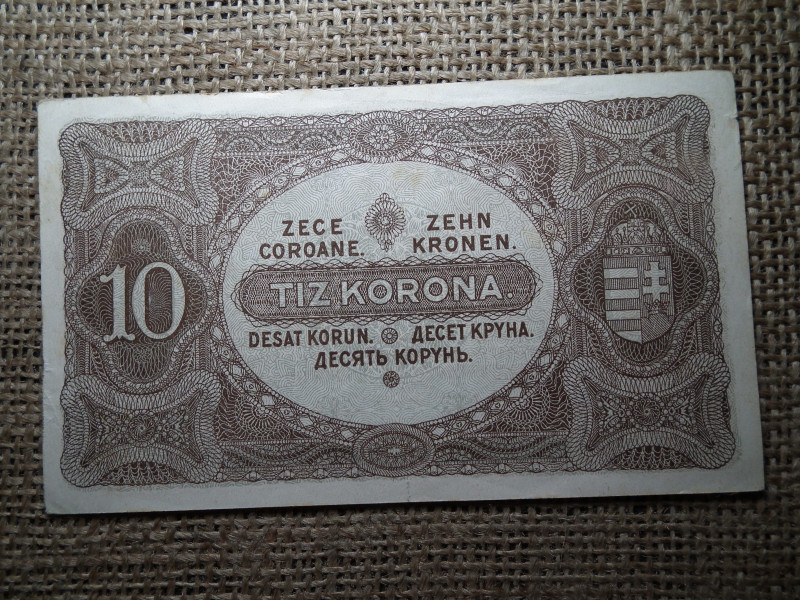 ZECE COROANE.
ZEHN KRONEN.
10
TIZ KORONA.
DESAT KORUN. ДЕСЕТ КРУНА.
ДЕСЯТЬ КОРУНЬ.